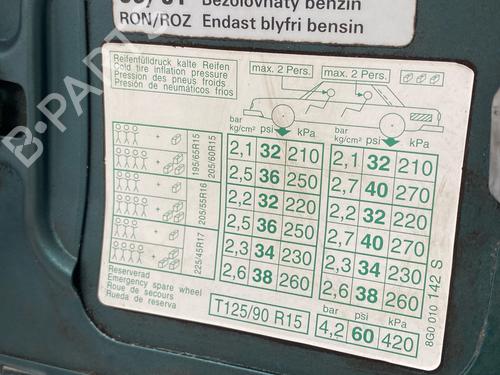 RON/ROZ
Bezolovnatý benzin
Endast blyfri bensin
Reifenfülldruck kalte Reifen
Cold tire inflation pressure
Pression des pneus froids
Presión de neumáticos frios
max. 2 Pers.
max. 2 Pers.
bar kg/cm² psi kPa
bar kg/cm² psi kPa
195/65R15
205/60R15
205/55R16
225/45R17
2,1 32 210 2,1 32 210
2,5 36 250 2,7 40 270
2,2 32 220 2,2 32 220
2,5 36 250 2,7 40 270
2,3 34 230 2,3 34 230
2,6 38 260 2,6 38 260
Reserverad
Emergency spare wheel
Roue de secours
Rueda de reserva
T125/90 R15
bar psi kPa
4,2 60 420
8G0 010 142 S
B-PARTS